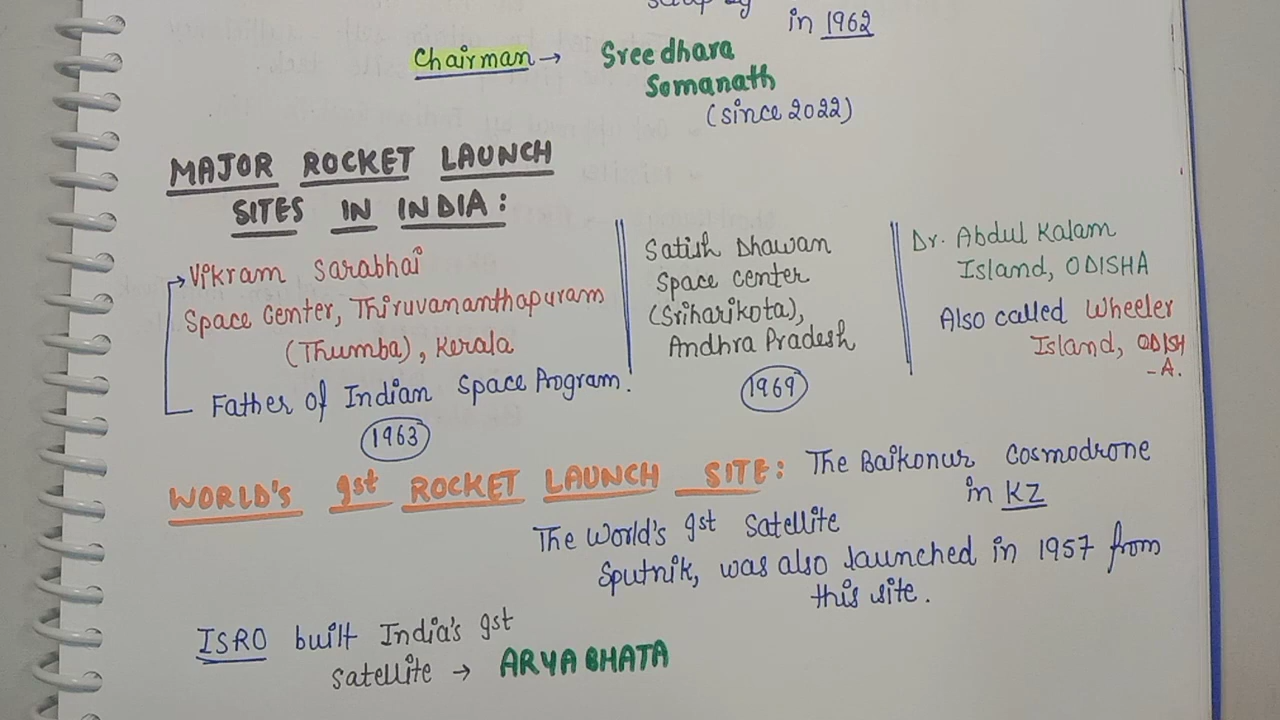 setup by
in 1962
Chairman → Sreedhara
Somanath
(since 2022)
MAJOR ROCKET LAUNCH
SITES IN INDIA:
Vikram Sarabhai
Space Center, Thiruvananthapuram
(Thumba), Kerala
Father of Indian Space Program.
1963
Satish Dhawan
Space center
(Sriharikota),
Andhra Pradesh
1969
Dr. Abdul Kalam
Island, ODISHA
Also called Wheeler
Island, ODISH
-A.
WORLD'S 1st ROCKET LAUNCH SITE: The Baikonur Cosmodrone
in KZ
The World's 1st Satellite
Sputnik, was also launched in 1957 from
this site.
ISRO built India's 1st
satellite → ARYABHATA